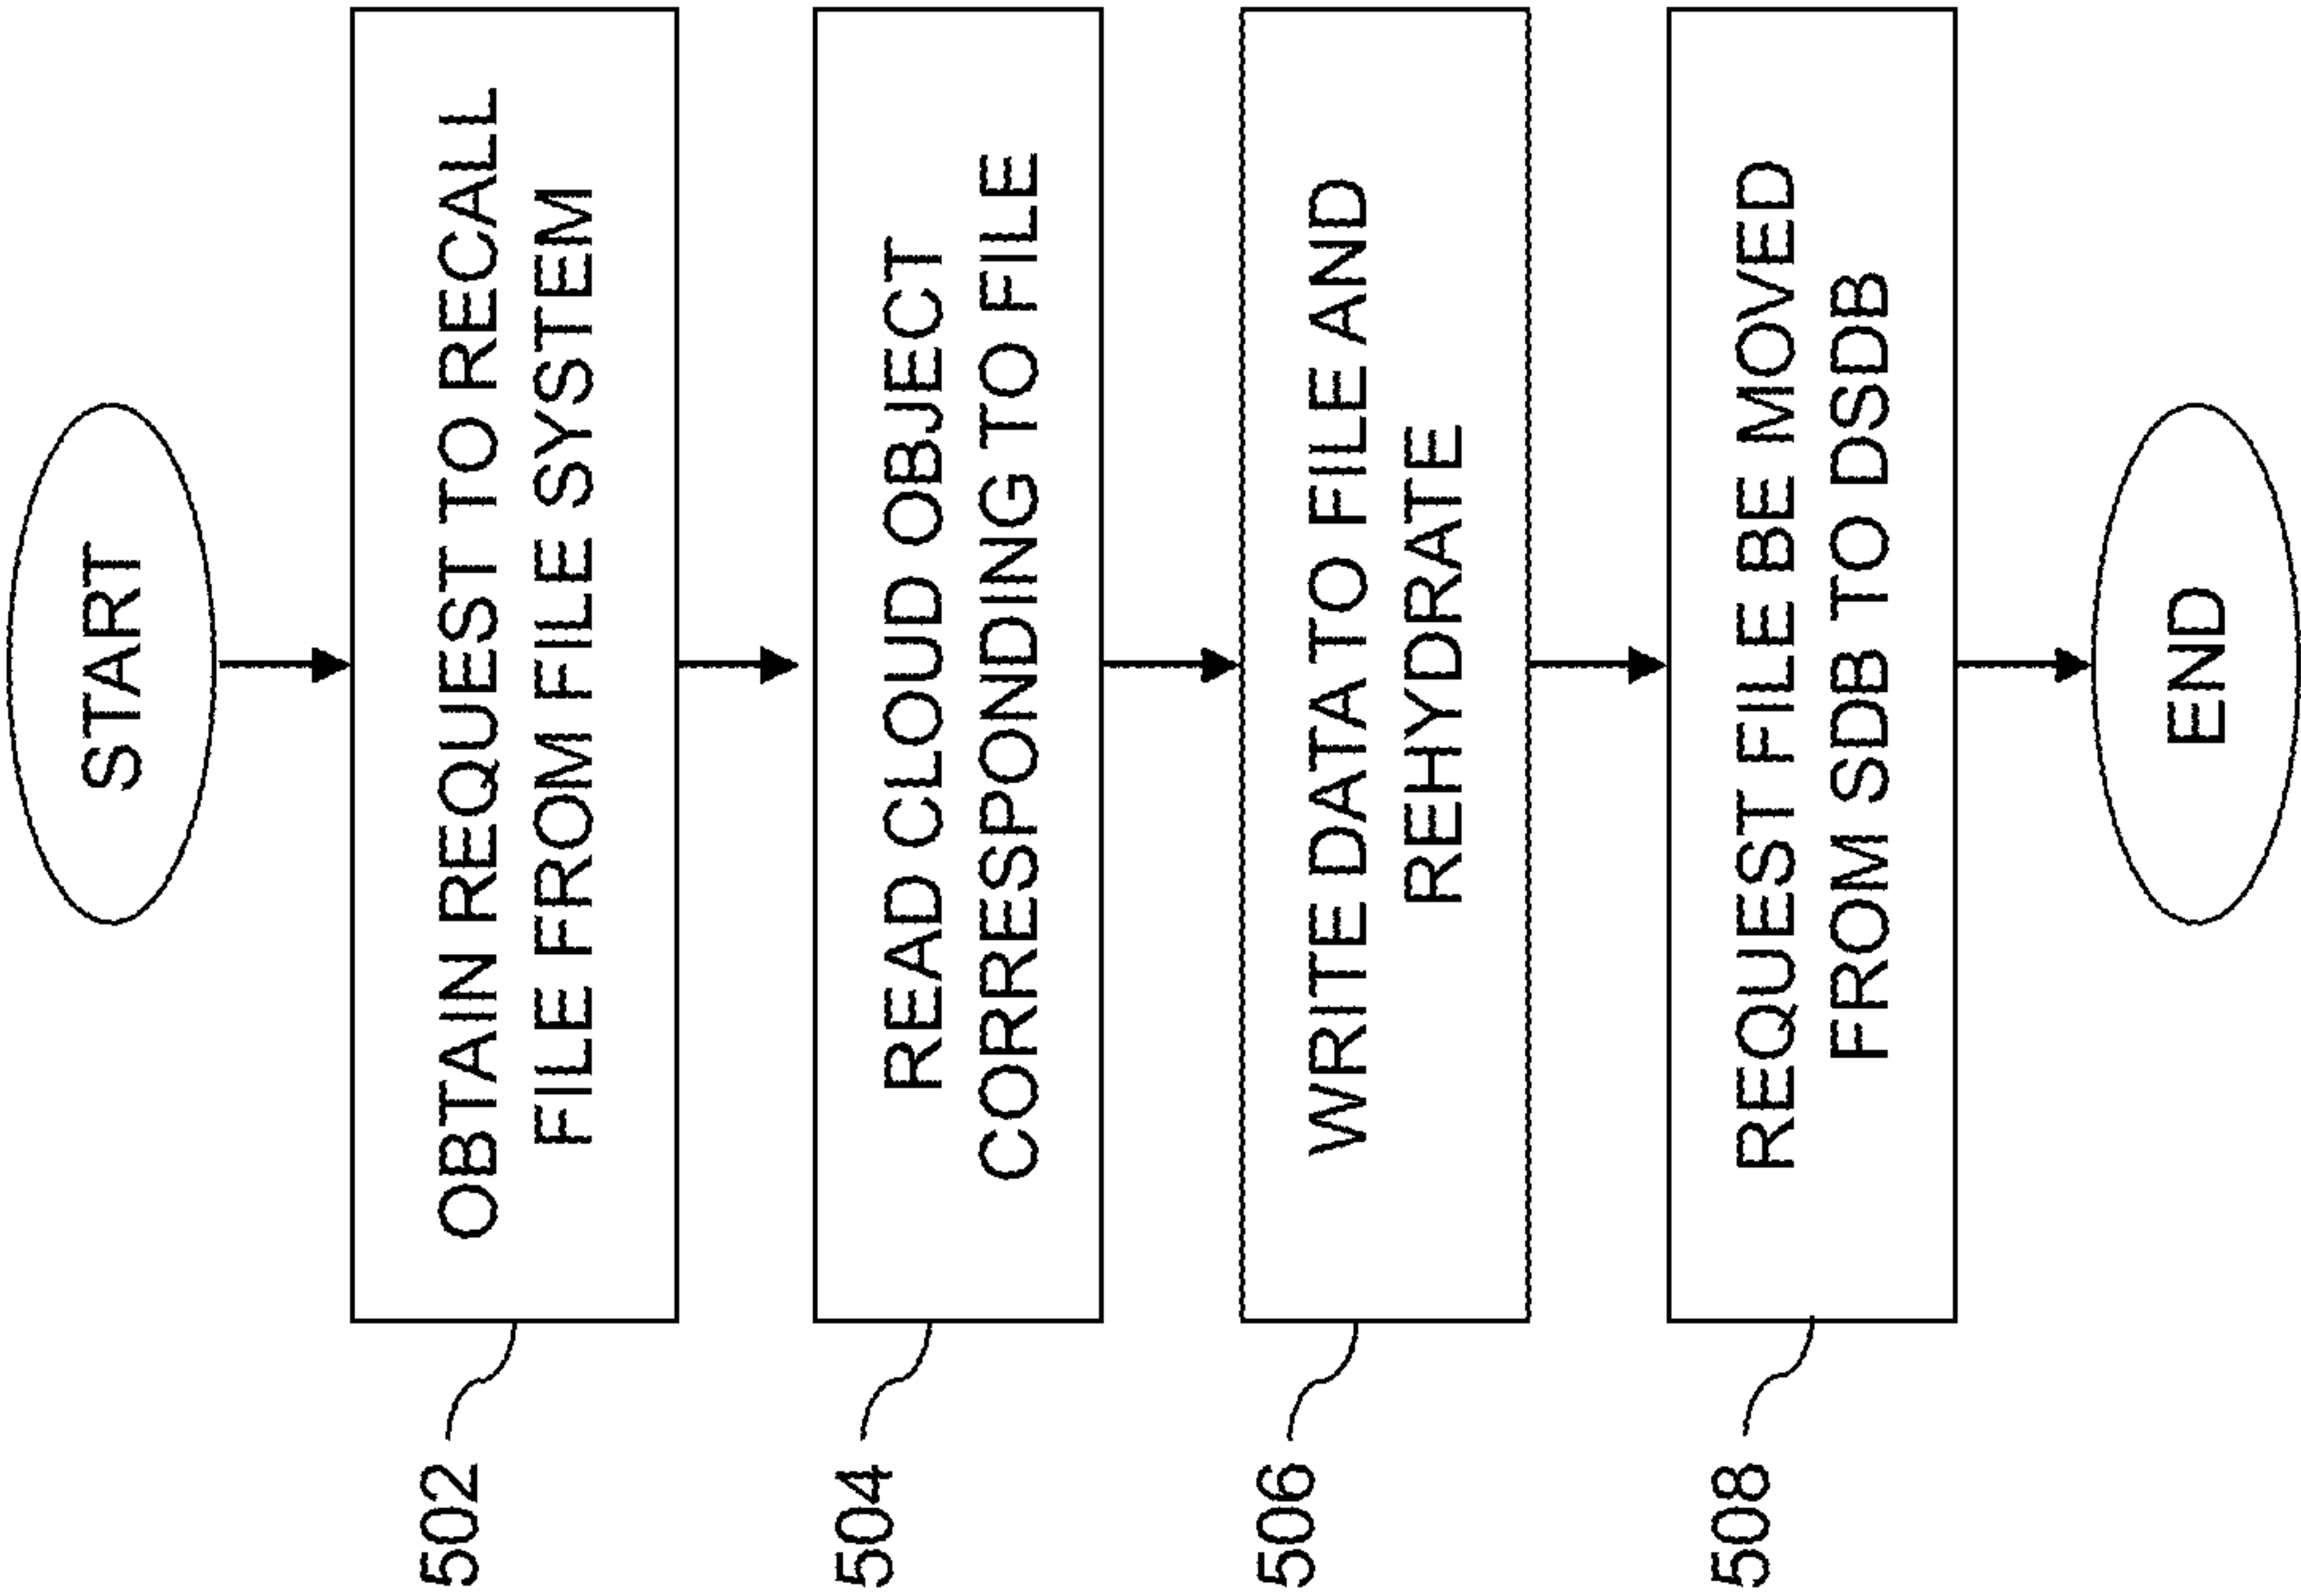 START
OBTAIN REQUEST TO RECALL
FILE FROM FILE SYSTEM
502
READ CLOUD OBJECT
CORRESPONDING TO FILE
504
WRITE DATA TO FILE AND
REHYDRATE
506
REQUEST FILE BE MOVED
FROM SDB TO DSDB
508
END